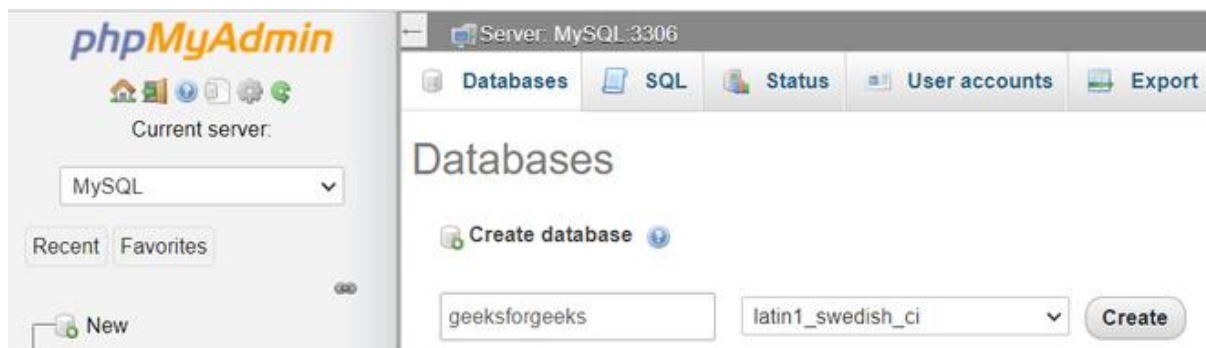 phpMyAdmin
Current server:
MySQL
Recent Favorites
New
Server: MySQL:3306
Databases SQL Status User accounts Export
Databases
Create database
geeksforgeeks latin1_swedish_ci Create